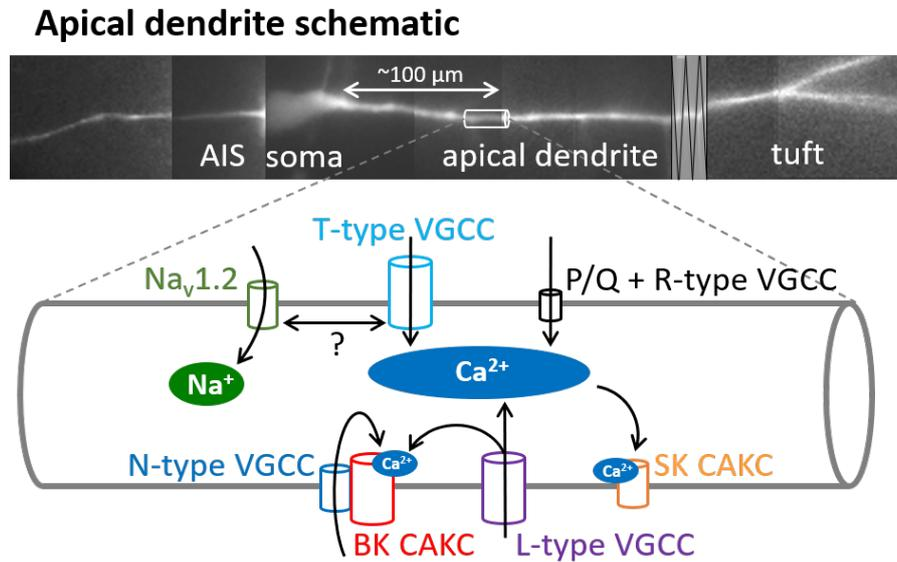 Apical dendrite schematic
~100 µm
AIS soma apical dendrite tuft
T-type VGCC
Nav1.2
P/Q + R-type VGCC
?
Na+
Ca2+
N-type VGCC
Ca2+
Ca2+
SK CAKC
BK CAKC
L-type VGCC